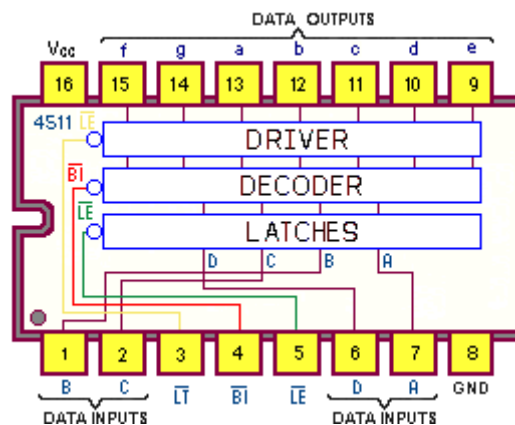 DATA OUTPUTS
Vcc f g a b c d e
16 15 14 13 12 11 10 9
4511 LE
DRIVER
BI
DECODER
LE
LATCHES
D C B A
1 2 3 4 5 6 7 8
B C LT BI LE D A GND
DATA INPUTS DATA INPUTS